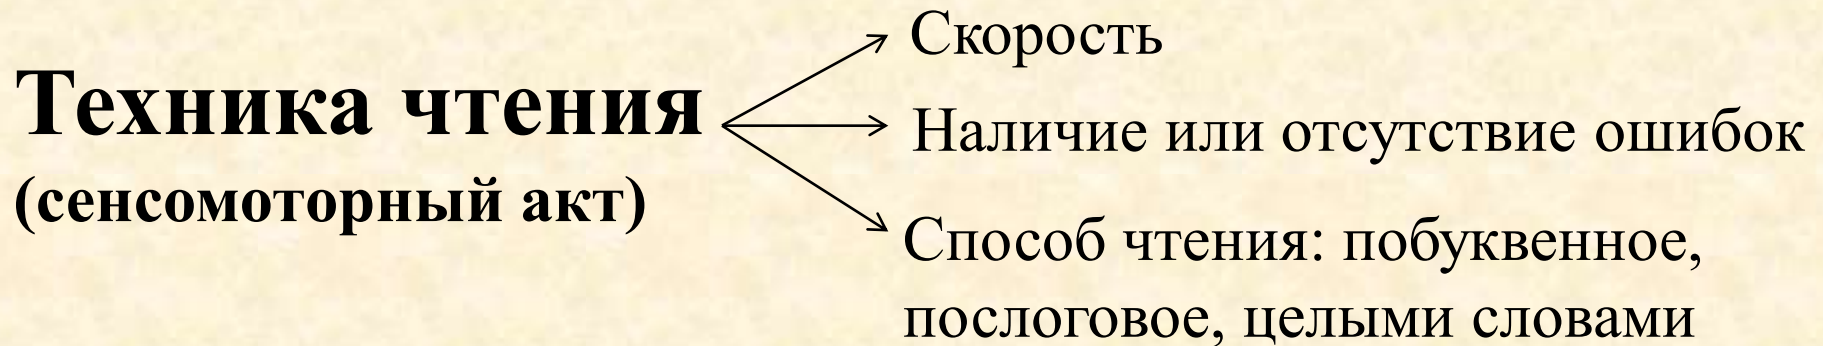 Техника чтения
(сенсомоторный акт)
Скорость
Наличие или отсутствие ошибок
Способ чтения: побуквенное,
послоговое, целыми словами